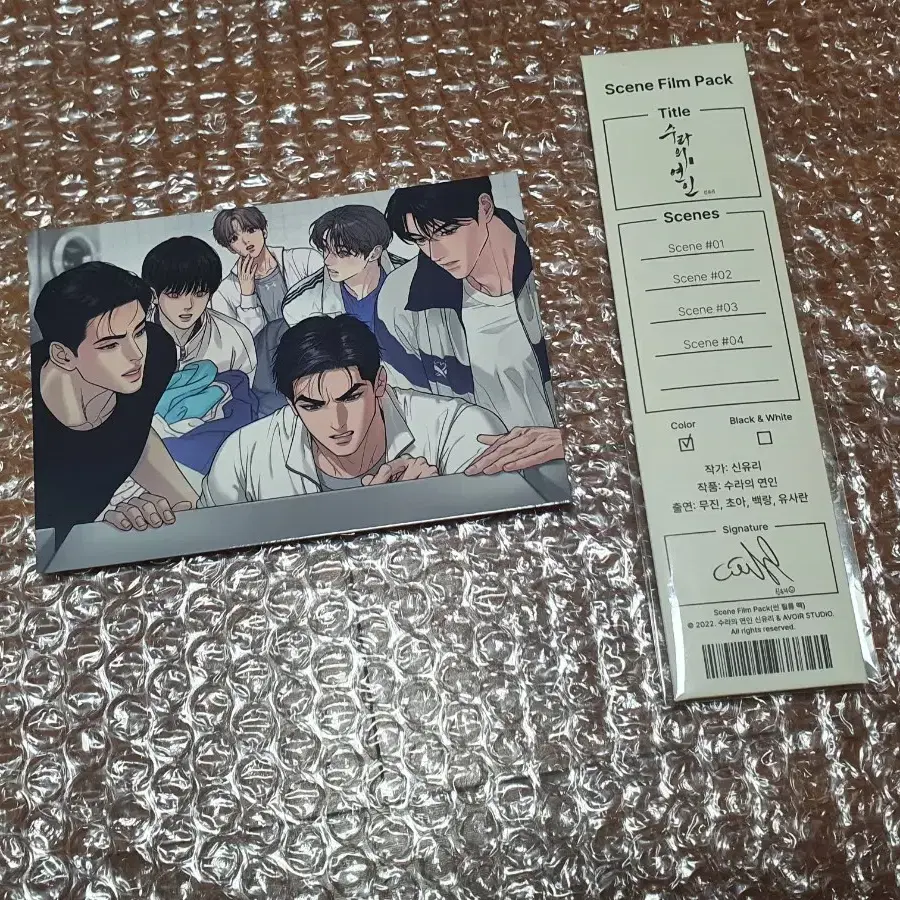 Scene Film Pack
Title
수라
의
연
인
Scenes
Scene #01
Scene #02
Scene #03
Scene #04
Color
Black & White
작가: 신유리
작품: 수라의 연인
출연: 무진, 초아, 백랑, 유사란
Signature
Scene Film Pack(씬 필름 팩)
© 2022. 수라의 연인 신유리 & AVOIR STUDIO.
All rights reserved.